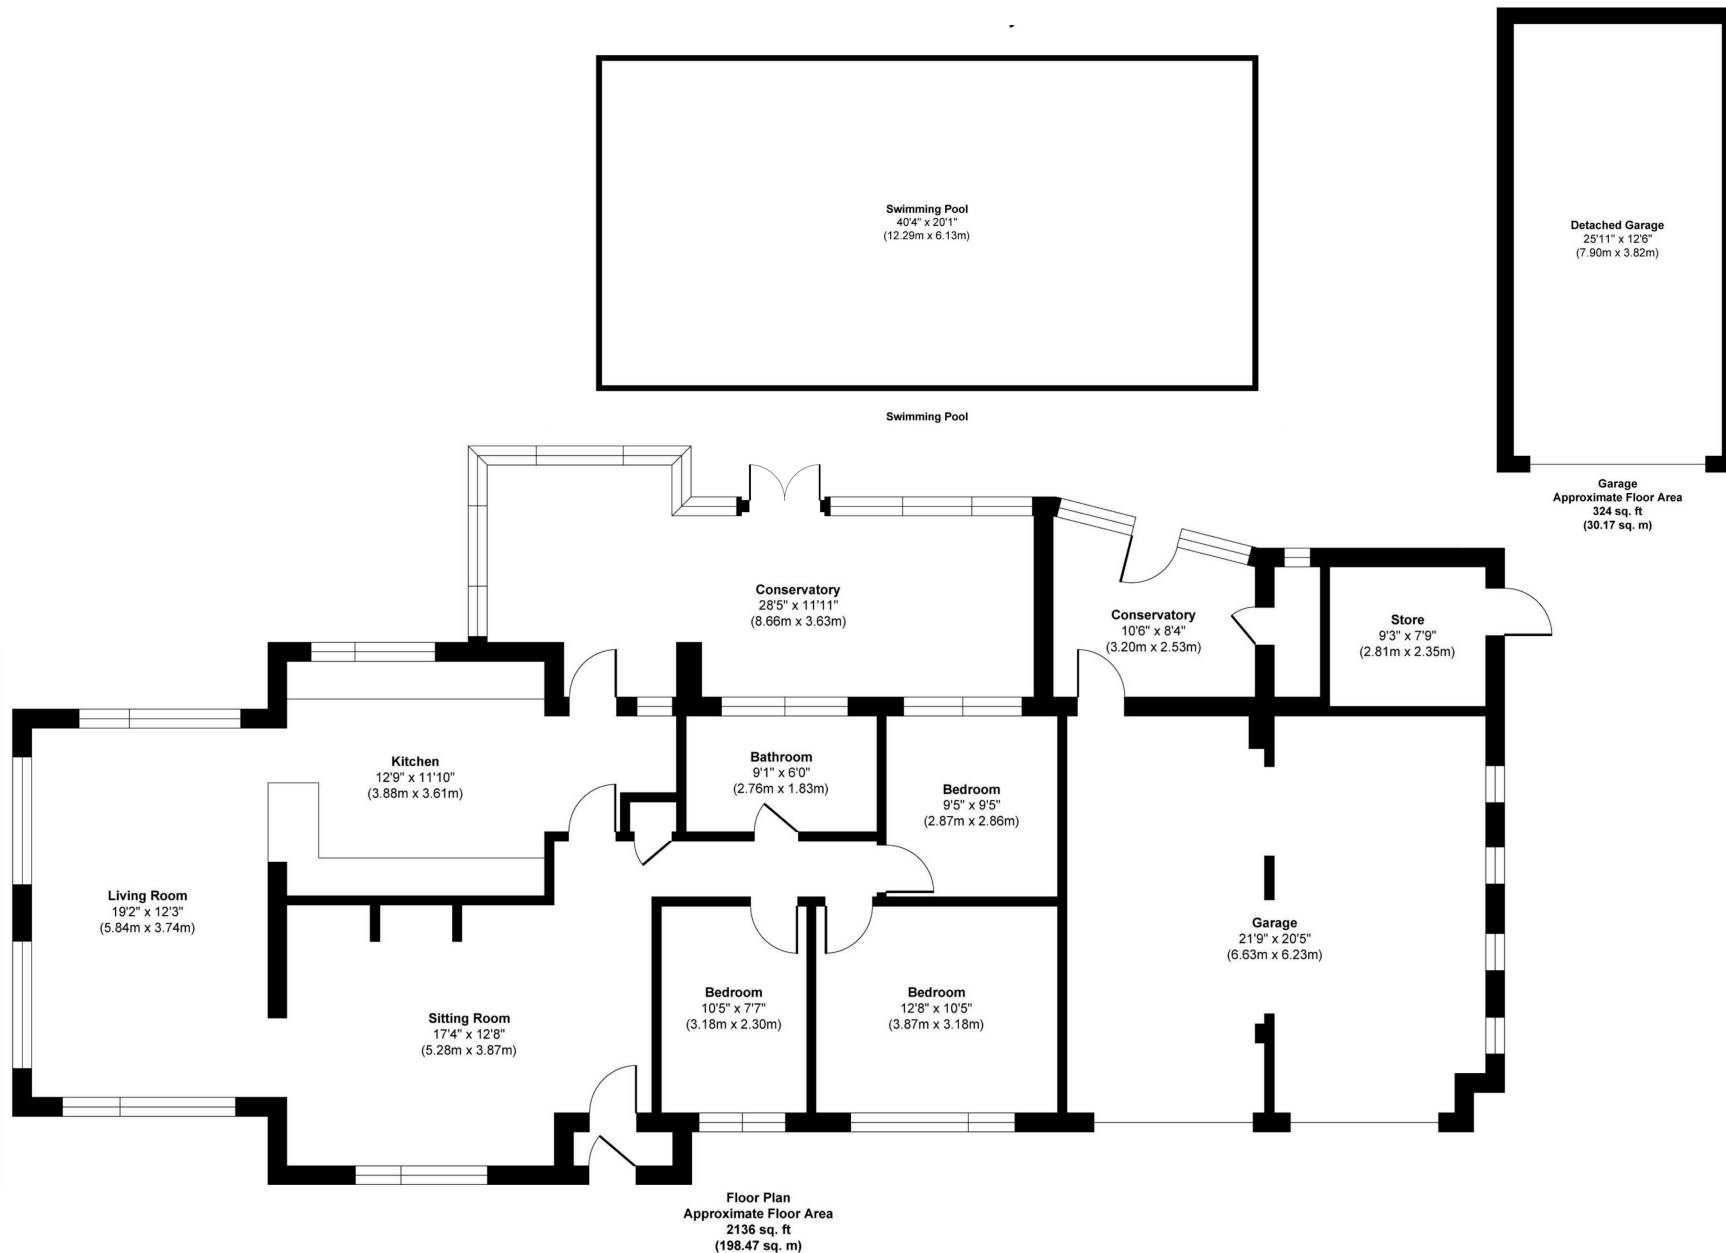 Swimming Pool
40'4" x 20'1"
(12.29m x 6.13m)
Detached Garage
25'11" x 12'6"
(7.90m x 3.82m)
Swimming Pool
Garage
Approximate Floor Area
324 sq. ft
(30.17 sq. m)
Conservatory
28'5" x 11'11"
(8.66m x 3.63m)
Conservatory
10'6" x 8'4"
(3.20m x 2.53m)
Store
9'3" x 7'9"
(2.81m x 2.35m)
Kitchen
12'9" x 11'10"
(3.88m x 3.61m)
Bathroom
9'1" x 6'0"
(2.76m x 1.83m)
Bedroom
9'5" x 9'5"
(2.87m x 2.86m)
Living Room
19'2" x 12'3"
(5.84m x 3.74m)
Garage
21'9" x 20'5"
(6.63m x 6.23m)
Sitting Room
17'4" x 12'8"
(5.28m x 3.87m)
Bedroom
10'5" x 7'7"
(3.18m x 2.30m)
Bedroom
12'8" x 10'5"
(3.87m x 3.18m)
Floor Plan
Approximate Floor Area
2136 sq. ft
(198.47 sq. m)